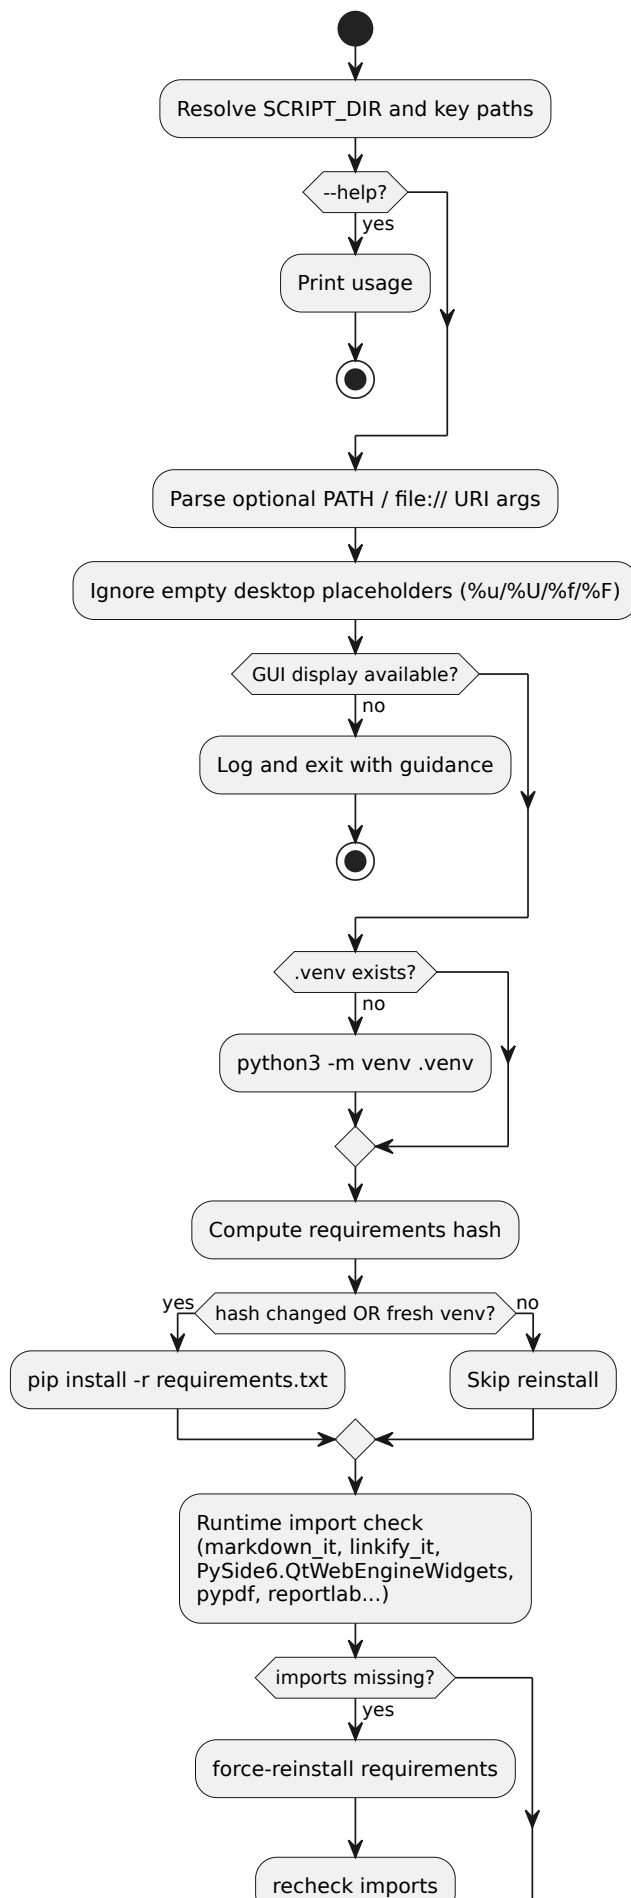 Resolve SCRIPT_DIR and key paths
--help?
yes
Print usage
Parse optional PATH / file:// URI args
Ignore empty desktop placeholders (%u/%U/%f/%F)
GUI display available?
no
Log and exit with guidance
.venv exists?
no
python3 -m venv .venv
Compute requirements hash
yes
hash changed OR fresh venv?
no
pip install -r requirements.txt
Skip reinstall
Runtime import check
(markdown_it, linkify_it,
PySide6.QtWebEngineWidgets,
pypdf, reportlab...)
imports missing?
yes
force-reinstall requirements
recheck imports